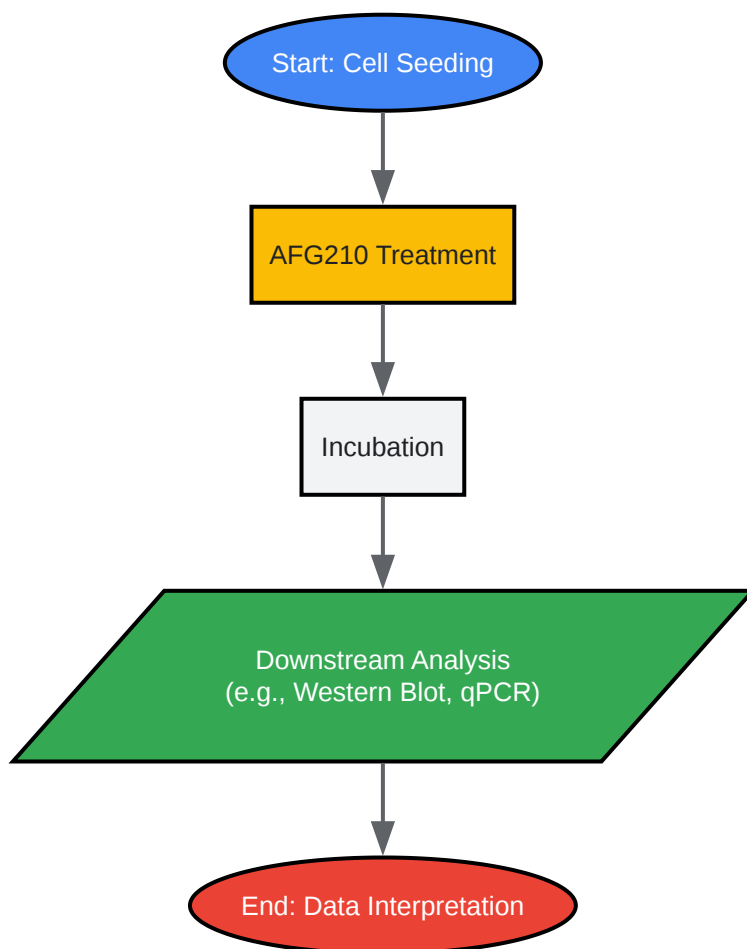 Start: Cell Seeding
AFG210 Treatment
Incubation
Downstream Analysis
(e.g., Western Blot, qPCR)
End: Data Interpretation